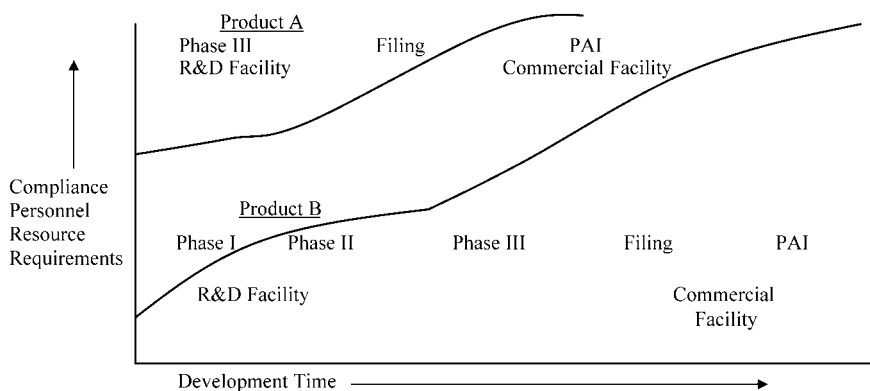 Product A
Phase III
Filing
PAI
R&D Facility
Commercial Facility
Compliance
Personnel
Resource
Requirements
Product B
Phase I
Phase II
Phase III
Filing
PAI
R&D Facility
Commercial
Facility
Development Time